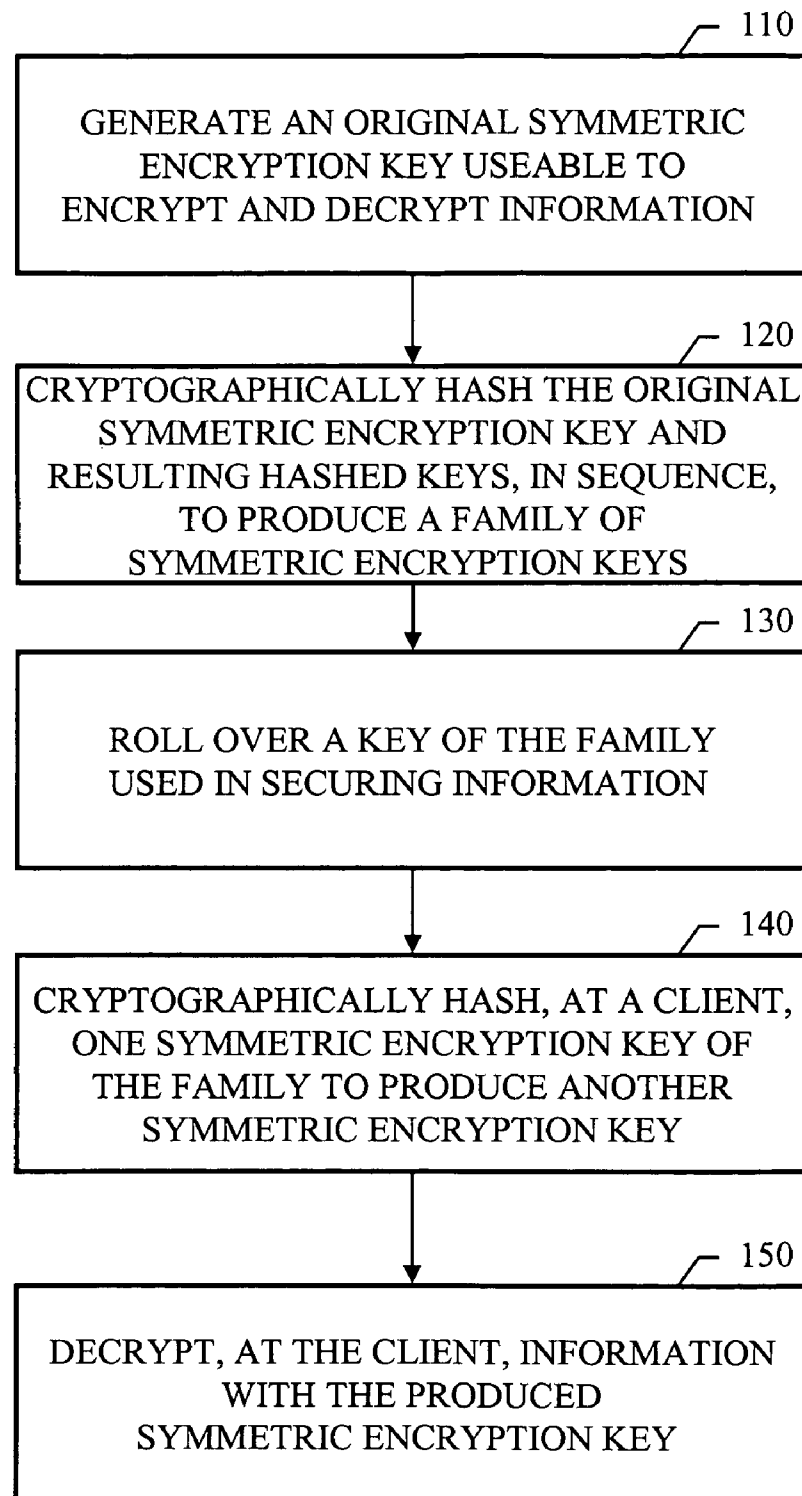 110
GENERATE AN ORIGINAL SYMMETRIC
ENCRYPTION KEY USEABLE TO
ENCRYPT AND DECRYPT INFORMATION
120
CRYPTOGRAPHICALLY HASH THE ORIGINAL
SYMMETRIC ENCRYPTION KEY AND
RESULTING HASHED KEYS, IN SEQUENCE,
TO PRODUCE A FAMILY OF
SYMMETRIC ENCRYPTION KEYS
130
ROLL OVER A KEY OF THE FAMILY
USED IN SECURING INFORMATION
140
CRYPTOGRAPHICALLY HASH, AT A CLIENT,
ONE SYMMETRIC ENCRYPTION KEY OF
THE FAMILY TO PRODUCE ANOTHER
SYMMETRIC ENCRYPTION KEY
150
DECRYPT, AT THE CLIENT, INFORMATION
WITH THE PRODUCED
SYMMETRIC ENCRYPTION KEY